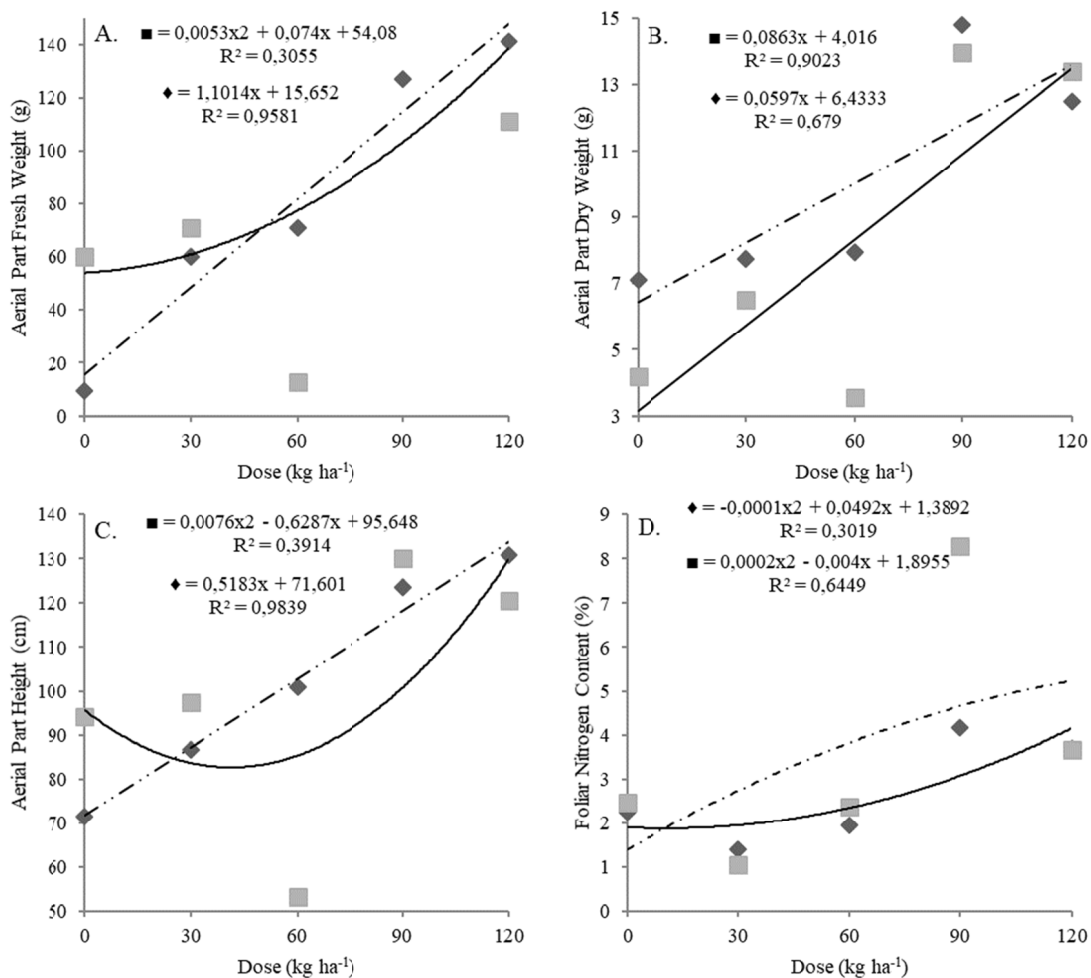 A.
■ = 0,0053x2 + 0,074x + 54,08
R² = 0,3055
◆ = 1,1014x + 15,652
R² = 0,9581
Aerial Part Fresh Weight (g)
140
120
100
80
60
40
20
0
0 30 60 90 120
Dose (kg ha⁻¹)
B.
■ = 0,0863x + 4,016
R² = 0,9023
◆ = 0,0597x + 6,4333
R² = 0,679
Aerial Part Dry Weight (g)
15
13
11
9
7
5
3
0 30 60 90 120
Dose (kg ha⁻¹)
C.
■ = 0,0076x2 - 0,6287x + 95,648
R² = 0,3914
◆ = 0,5183x + 71,601
R² = 0,9839
Aerial Part Height (cm)
140
130
120
110
100
90
80
70
60
50
0 30 60 90 120
Dose (kg ha⁻¹)
D.
◆ = -0,0001x2 + 0,0492x + 1,3892
R² = 0,3019
■ = 0,0002x2 - 0,004x + 1,8955
R² = 0,6449
Foliar Nitrogen Content (%)
9
8
7
6
5
4
3
2
1
0
0 30 60 90 120
Dose (kg ha⁻¹)